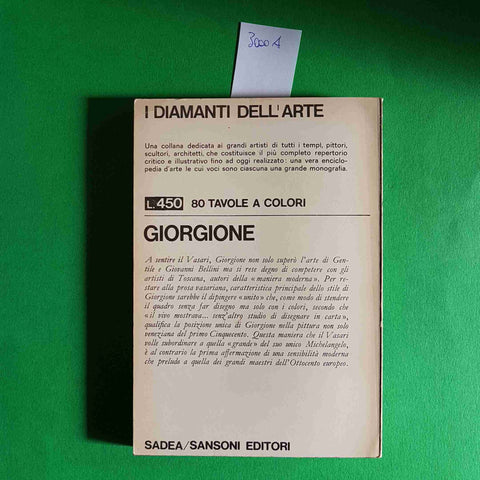 3000 A
I DIAMANTI DELL'ARTE
Una collana dedicata ai grandi artisti di tutti i tempi, pittori,
scultori, architetti, che costituisce il più completo repertorio
critico e illustrativo fino ad oggi realizzato: una vera enciclo-
pedia d'arte le cui voci sono ciascuna una grande monografia.
L. 450 80 TAVOLE A COLORI
GIORGIONE
A sentire il Vasari, Giorgione non solo superò l'arte di Gen-
tile e Giovanni Bellini ma si rese degno di competere con gli
artisti di Toscana, autori della «maniera moderna». Per re-
stare alla prosa vasariana, caratteristica principale dello stile di
Giorgione sarebbe il dipingere «unito» che, come modo di stendere
il quadro senza far disegno ma solo con i colori, secondo che
«il vivo mostrava... senz'altro studio di disegnare in carta»,
qualifica la posizione unica di Giorgione nella pittura non solo
veneziana del primo Cinquecento. Questa maniera che il Vasari
volle subordinare a quella «grande» del suo unico Michelangelo,
è al contrario la prima affermazione di una sensibilità moderna
che preludo a quella dei grandi maestri dell'Ottocento europeo.
SADEA/SANSONI EDITORI